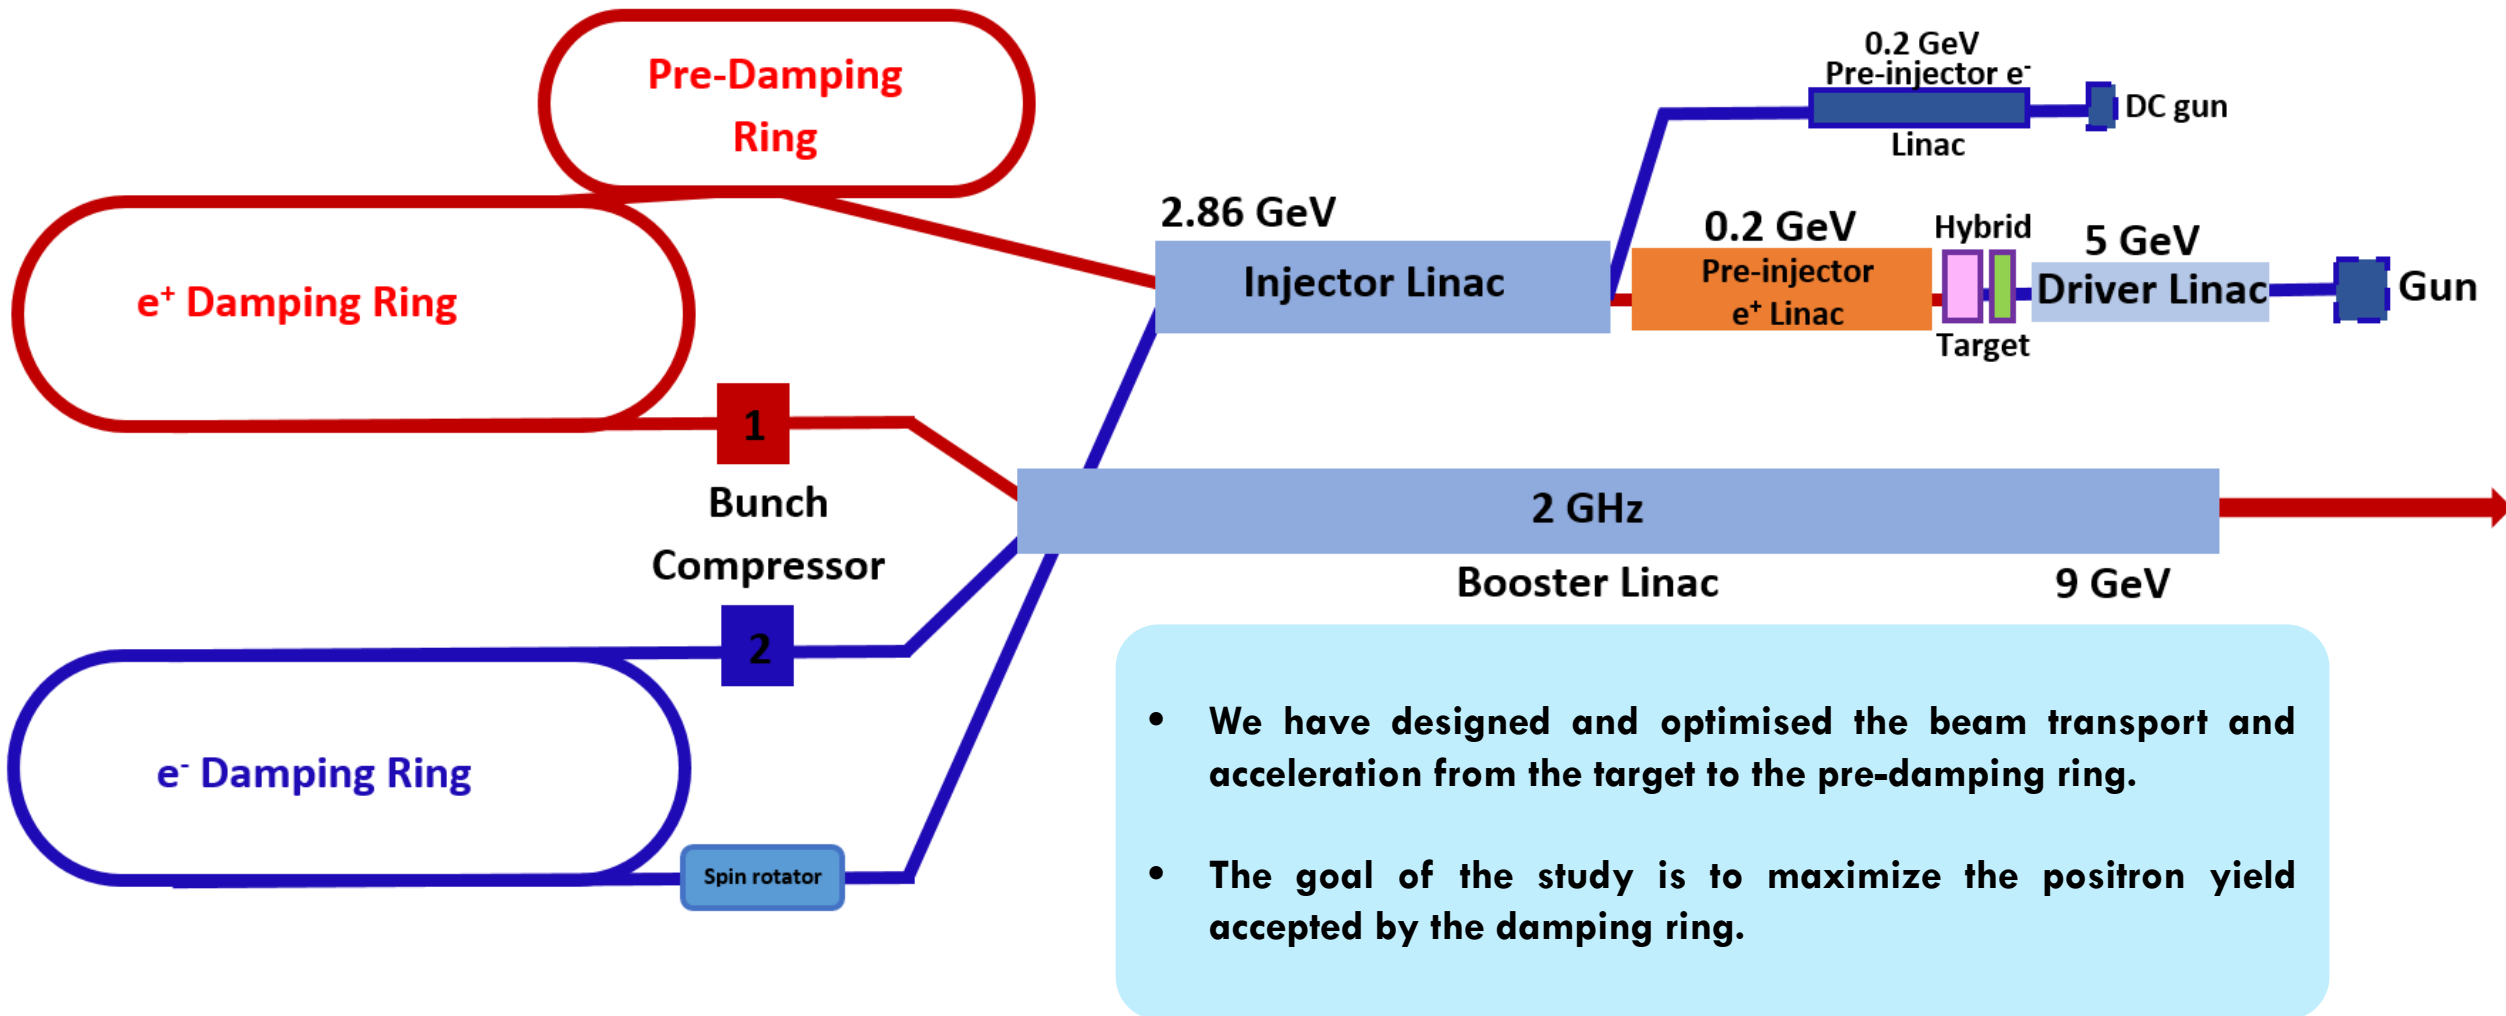 Pre-Damping
Ring
0.2 GeV
Pre-injector e⁻
Linac
DC gun
e⁺ Damping Ring
2.86 GeV
Injector Linac
0.2 GeV
Pre-injector
e⁺ Linac
Hybrid
Target
5 GeV
Driver Linac
Gun
1
Bunch
Compressor
2
2 GHz
Booster Linac
9 GeV
e⁻ Damping Ring
Spin rotator
• We have designed and optimised the beam transport and
acceleration from the target to the pre-damping ring.
• The goal of the study is to maximize the positron yield
accepted by the damping ring.